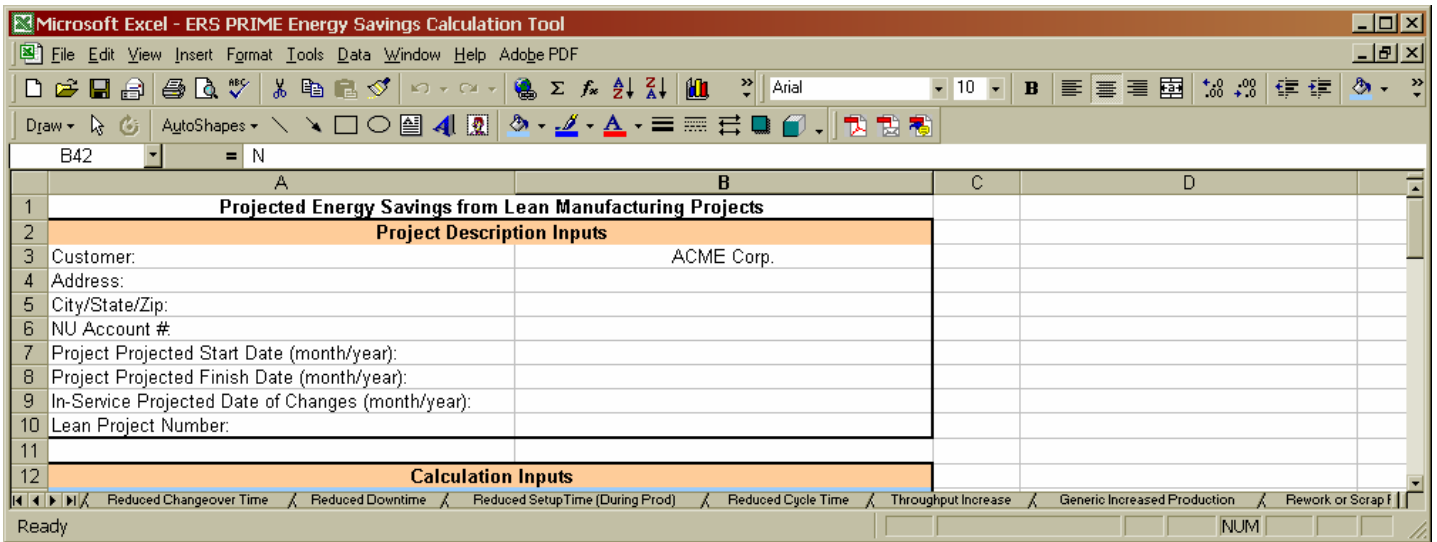 Microsoft Excel - ERS PRIME Energy Savings Calculation Tool
File Edit View Insert Format Tools Data Window Help Adobe PDF
Arial 10 B
Draw AutoShapes
B42 = N
A B C D
1 Projected Energy Savings from Lean Manufacturing Projects
2 Project Description Inputs
3 Customer: ACME Corp.
4 Address:
5 City/State/Zip:
6 NU Account #:
7 Project Projected Start Date (month/year):
8 Project Projected Finish Date (month/year):
9 In-Service Projected Date of Changes (month/year):
10 Lean Project Number:
11
12 Calculation Inputs
Reduced Changeover Time Reduced Downtime Reduced SetupTime (During Prod) Reduced Cycle Time Throughput Increase Generic Increased Production Rework or Scrap
Ready NUM